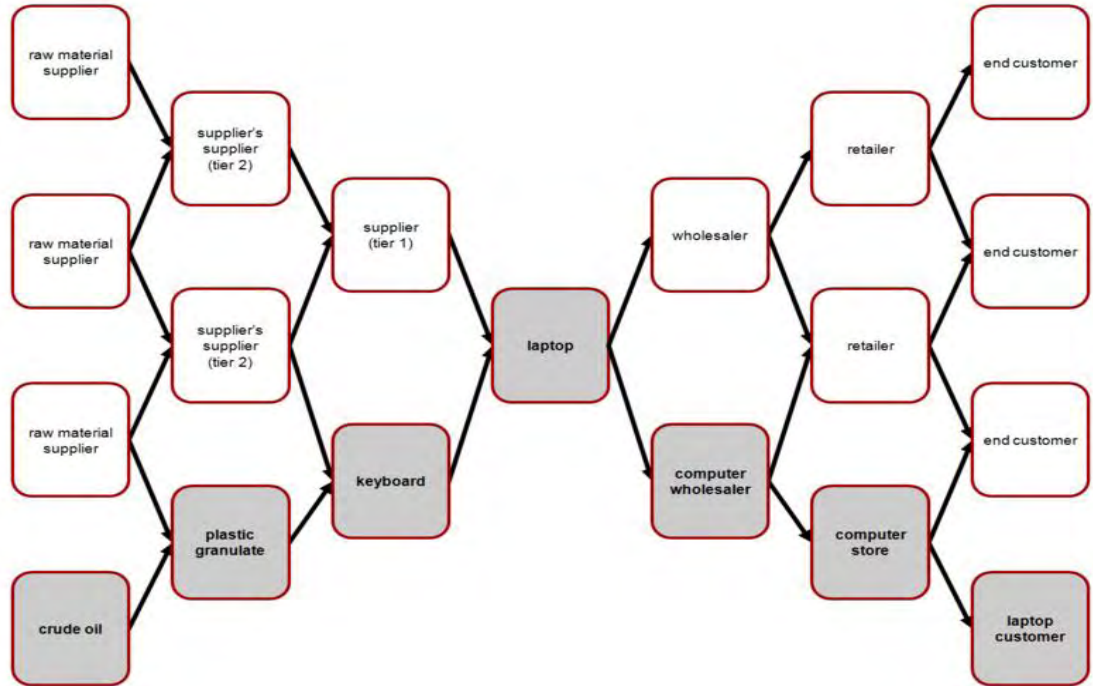 raw material
supplier
raw material
supplier
raw material
supplier
crude oil
supplier's
supplier
(tier 2)
supplier's
supplier
(tier 2)
plastic
granulate
supplier
(tier 1)
keyboard
laptop
wholesaler
computer
wholesaler
retailer
retailer
computer
store
end customer
end customer
end customer
laptop
customer